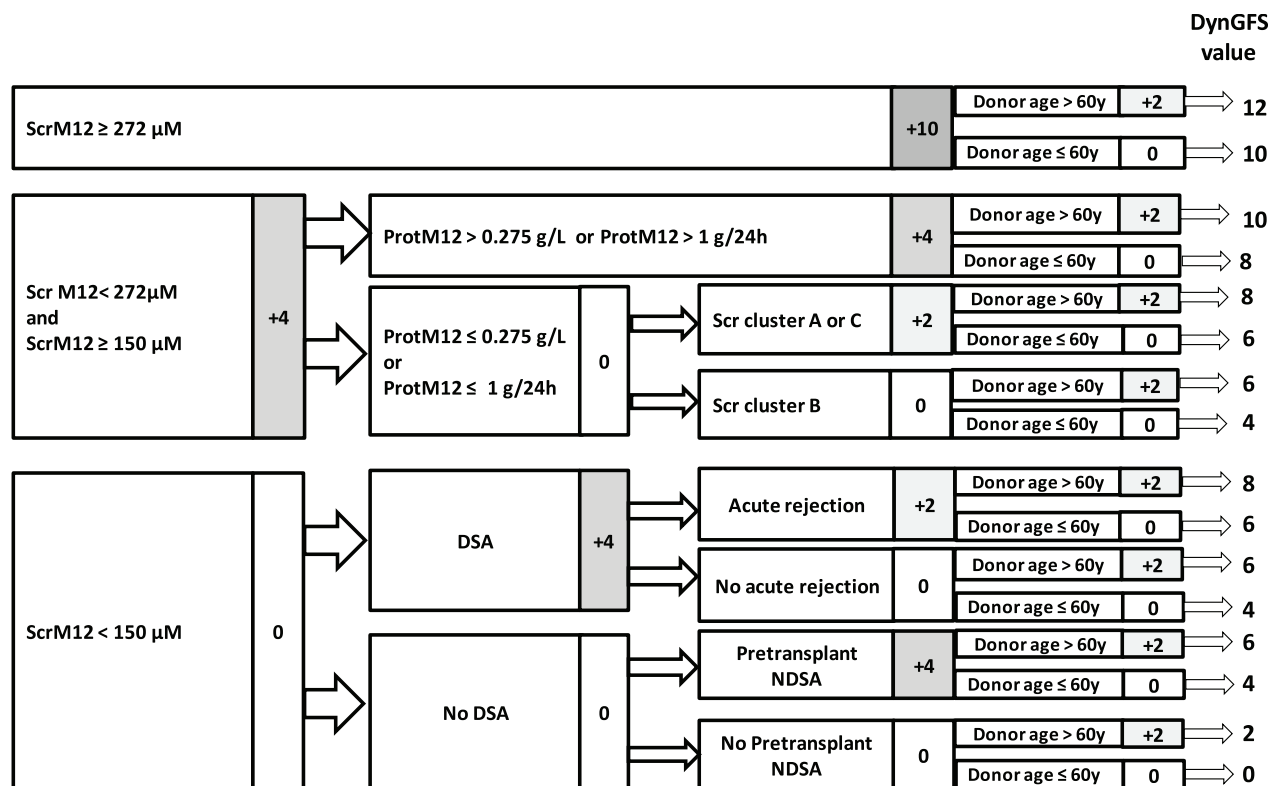 DynGFS
value
ScrM12 ≥ 272 µM
+10
Donor age > 60y
+2
12
Donor age ≤ 60y
0
10
Scr M12< 272µM
and
ScrM12 ≥ 150 µM
+4
ProtM12 > 0.275 g/L or ProtM12 > 1 g/24h
+4
Donor age > 60y
+2
10
Donor age ≤ 60y
0
8
ProtM12 ≤ 0.275 g/L
or
ProtM12 ≤ 1 g/24h
0
Scr cluster A or C
+2
Donor age > 60y
+2
8
Donor age ≤ 60y
0
6
Scr cluster B
0
Donor age > 60y
+2
6
Donor age ≤ 60y
0
4
ScrM12 < 150 µM
0
DSA
+4
Acute rejection
+2
Donor age > 60y
+2
8
Donor age ≤ 60y
0
6
No acute rejection
0
Donor age > 60y
+2
6
Donor age ≤ 60y
0
4
No DSA
0
Pretransplant
NDSA
+4
Donor age > 60y
+2
6
Donor age ≤ 60y
0
4
No Pretransplant
NDSA
0
Donor age > 60y
+2
2
Donor age ≤ 60y
0
0